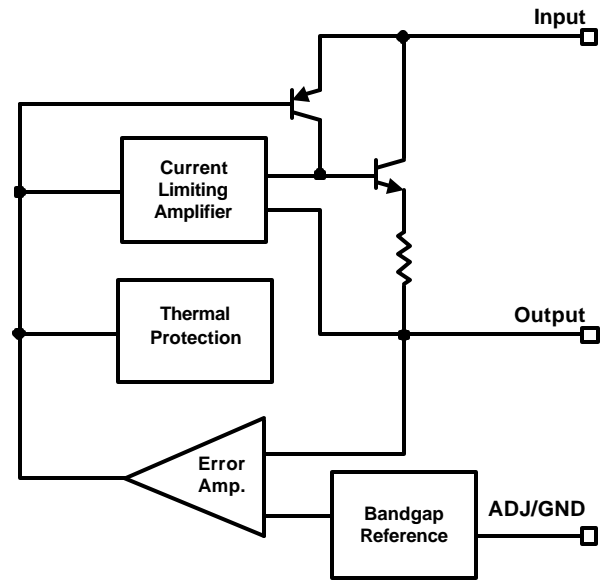 Input
Current
Limiting
Amplifier
Thermal
Protection
Output
Error
Amp.
Bandgap
Reference
ADJ/GND